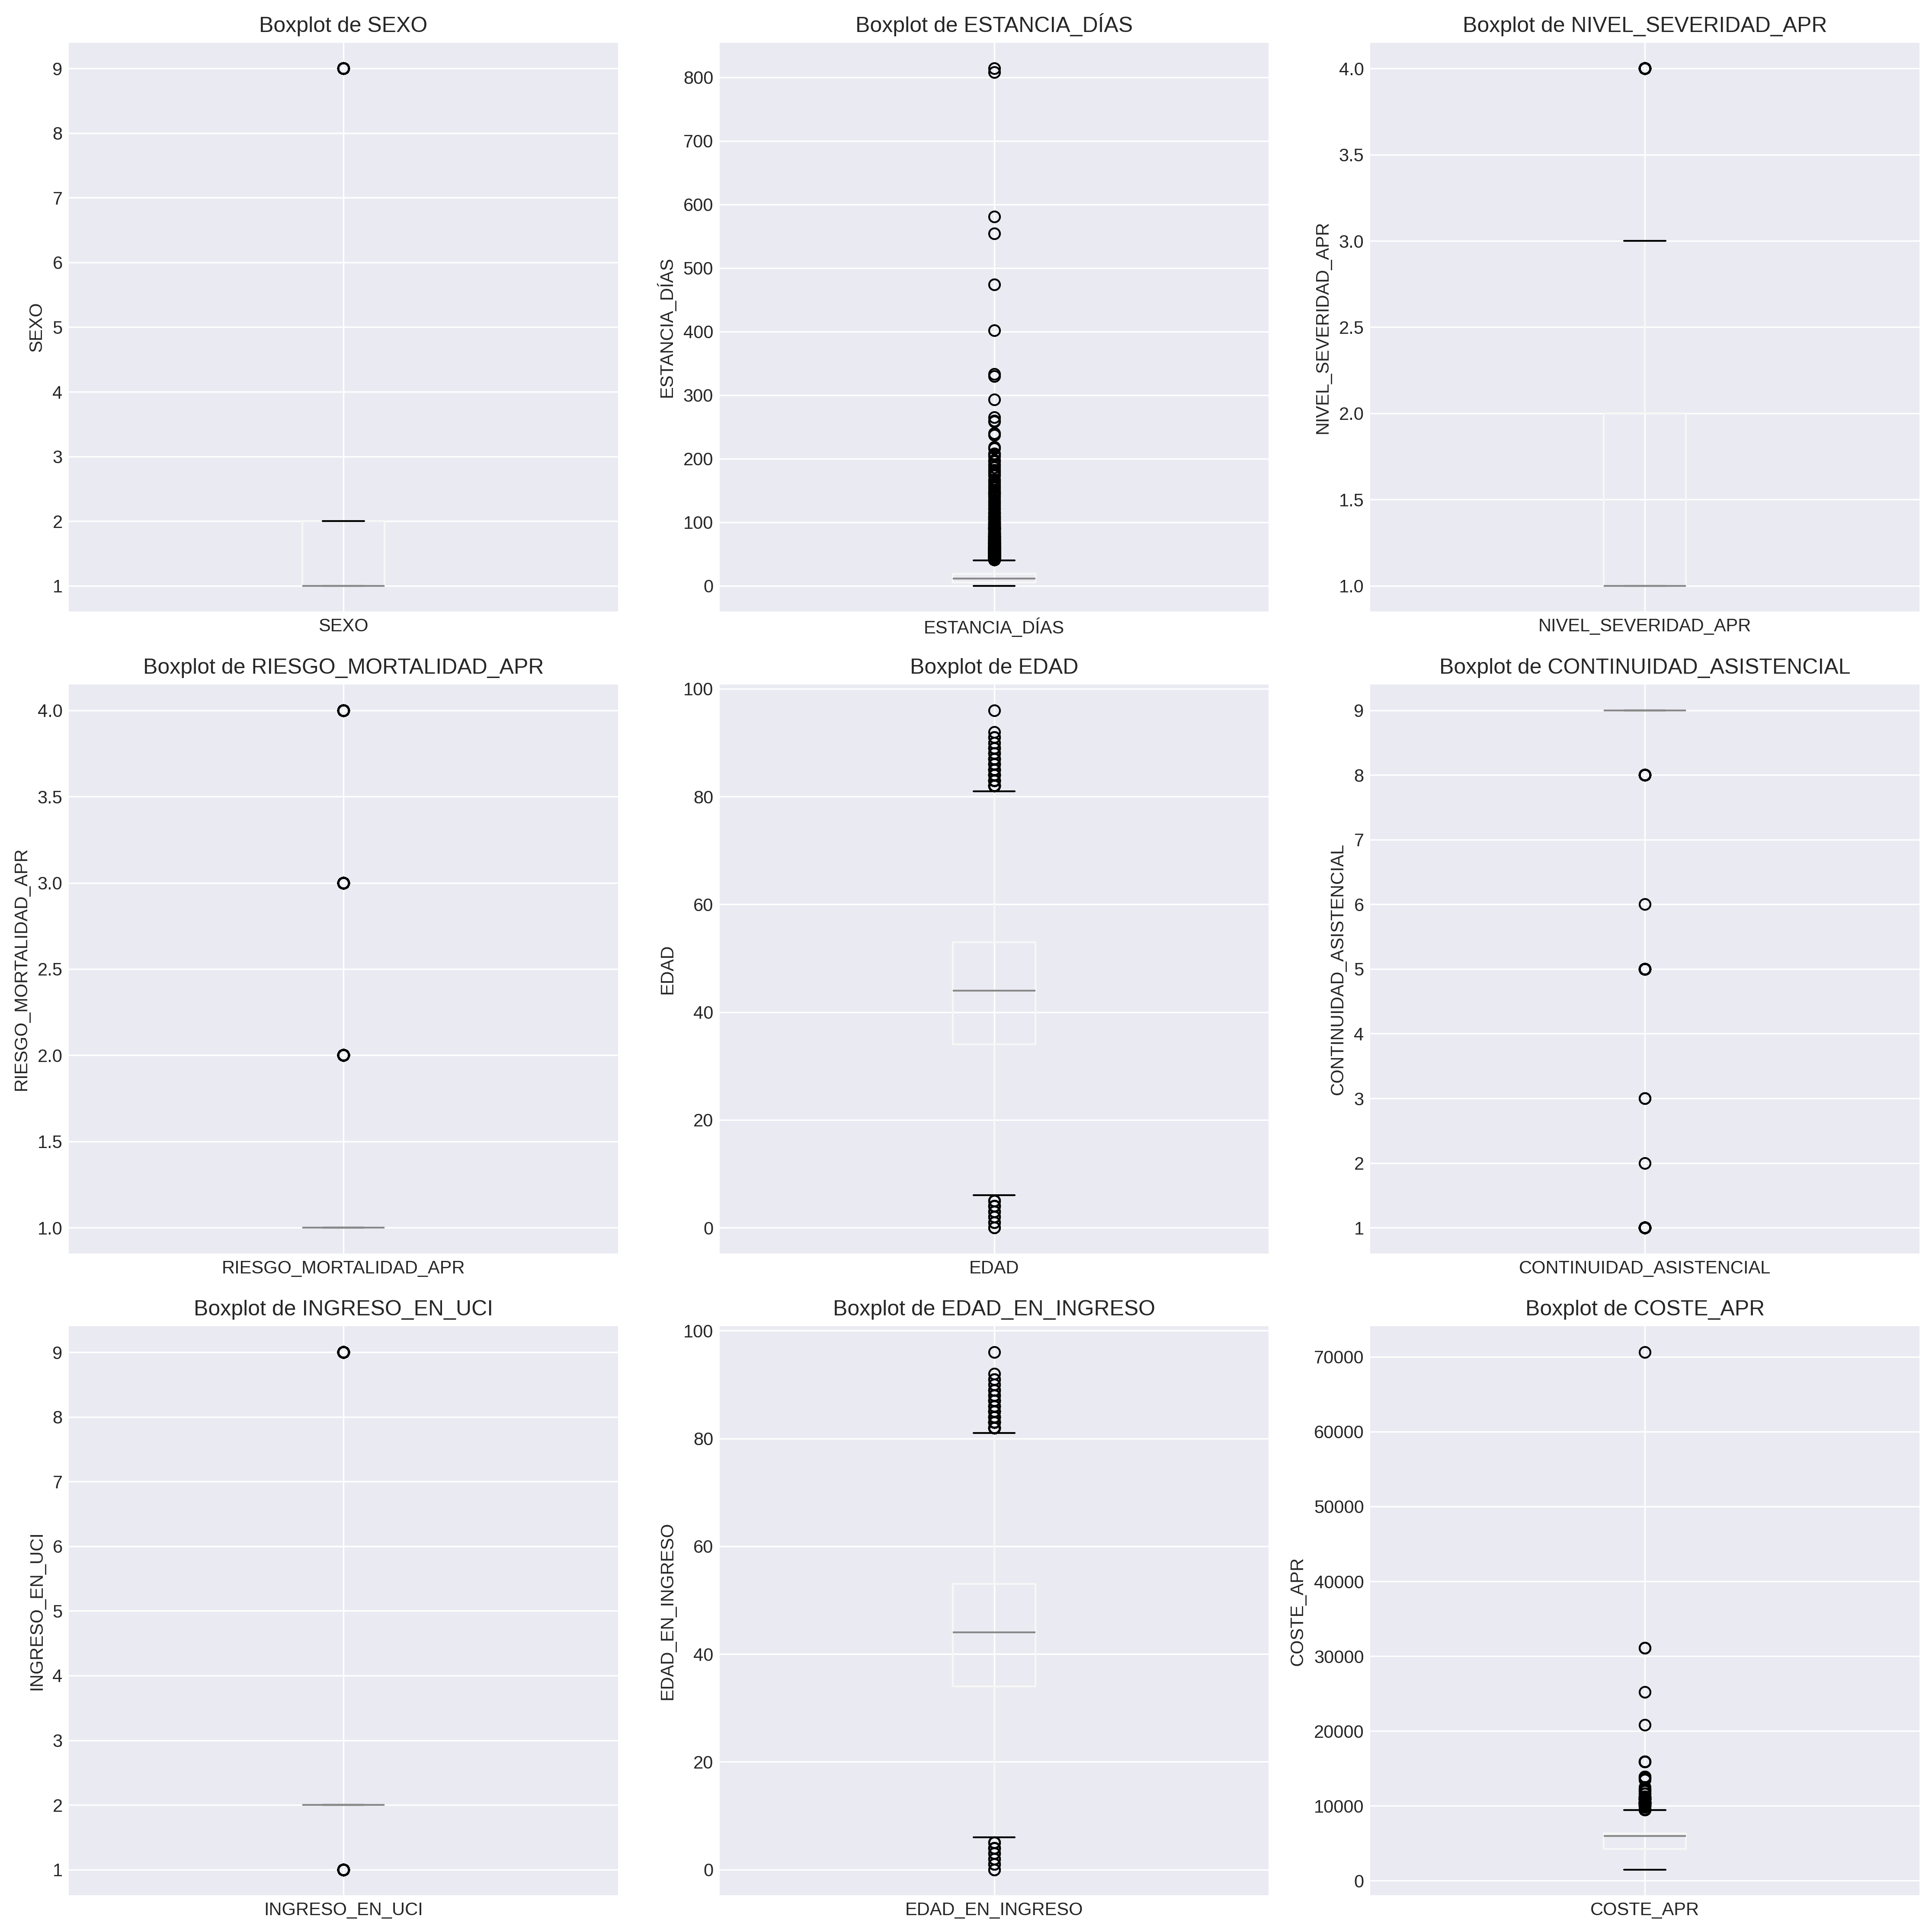 Boxplot de SEXO
9
8
7
6
5
4
3
2
1
SEXO
SEXO
Boxplot de ESTANCIA_DÍAS
800
700
600
500
400
300
200
100
0
ESTANCIA_DÍAS
ESTANCIA_DÍAS
Boxplot de NIVEL_SEVERIDAD_APR
4.0
3.5
3.0
2.5
2.0
1.5
1.0
NIVEL_SEVERIDAD_APR
NIVEL_SEVERIDAD_APR
Boxplot de RIESGO_MORTALIDAD_APR
4.0
3.5
3.0
2.5
2.0
1.5
1.0
RIESGO_MORTALIDAD_APR
RIESGO_MORTALIDAD_APR
Boxplot de EDAD
100
80
60
40
20
0
EDAD
EDAD
Boxplot de CONTINUIDAD_ASISTENCIAL
9
8
7
6
5
4
3
2
1
CONTINUIDAD_ASISTENCIAL
CONTINUIDAD_ASISTENCIAL
Boxplot de INGRESO_EN_UCI
9
8
7
6
5
4
3
2
1
INGRESO_EN_UCI
INGRESO_EN_UCI
Boxplot de EDAD_EN_INGRESO
100
80
60
40
20
0
EDAD_EN_INGRESO
EDAD_EN_INGRESO
Boxplot de COSTE_APR
70000
60000
50000
40000
30000
20000
10000
0
COSTE_APR
COSTE_APR